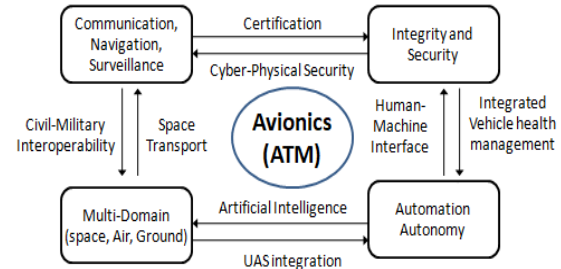 Communication,
Navigation,
Surveillance
Certification
Cyber-Physical Security
Integrity and
Security
Civil-Military
Interoperability
Space
Transport
Avionics
(ATM)
Human-
Machine
Interface
Integrated
Vehicle health
management
Multi-Domain
(space, Air, Ground)
Artificial Intelligence
UAS integration
Automation
Autonomy